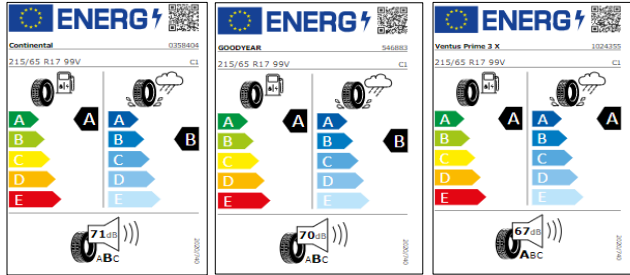 ENERG
Continental 0358404
215/65 R17 99V C1
A A
B B
C C
D D
E E
A
B
71dB
ABC
2020/740
ENERG
GOODYEAR 546883
215/65 R17 99V C1
A A
B B
C C
D D
E E
A
B
70dB
ABC
2020/740
ENERG
Ventus Prime 3 X 1024355
215/65 R17 99V C1
A A
B B
C C
D D
E E
A
A
67dB
ABC
2020/740